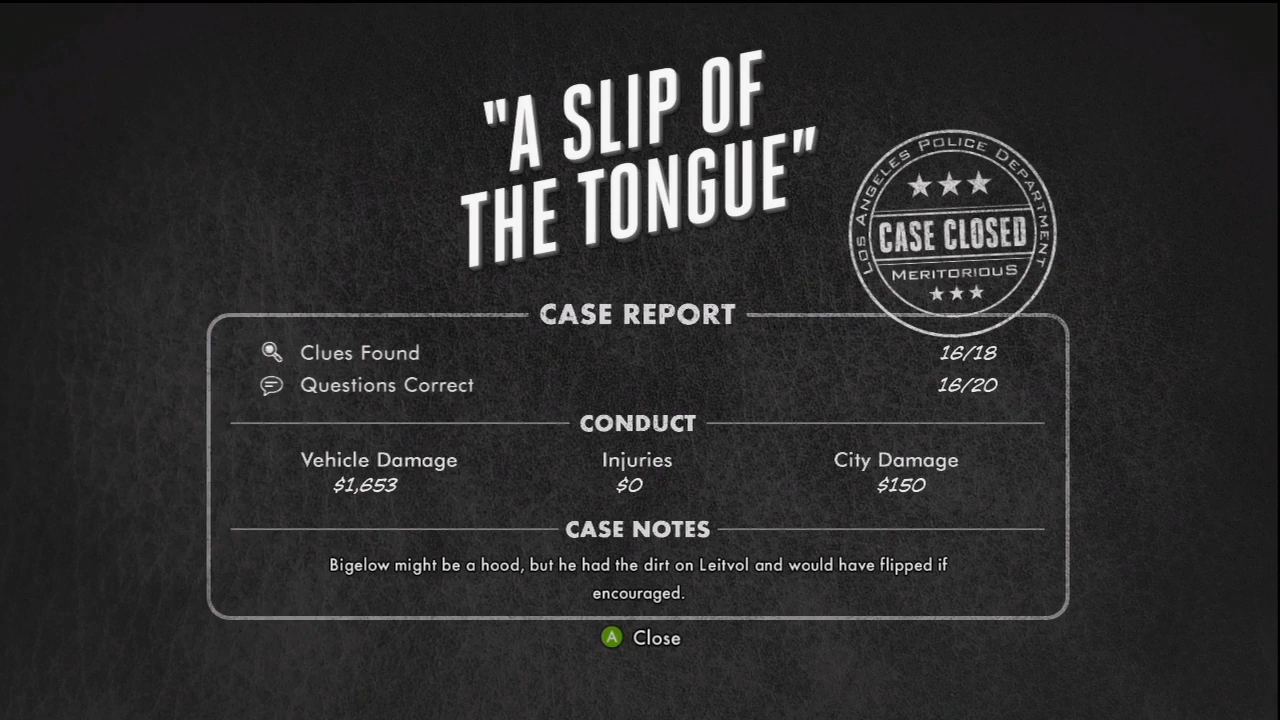 "A SLIP OF
THE TONGUE"
LOS ANGELES POLICE DEPARTMENT
CASE CLOSED
MERITORIOUS
CASE REPORT
Clues Found 16/18
Questions Correct 16/20
CONDUCT
Vehicle Damage Injuries City Damage
$1,653 $0 $150
CASE NOTES
Bigelow might be a hood, but he had the dirt on Leitvol and would have flipped if
encouraged.
A Close